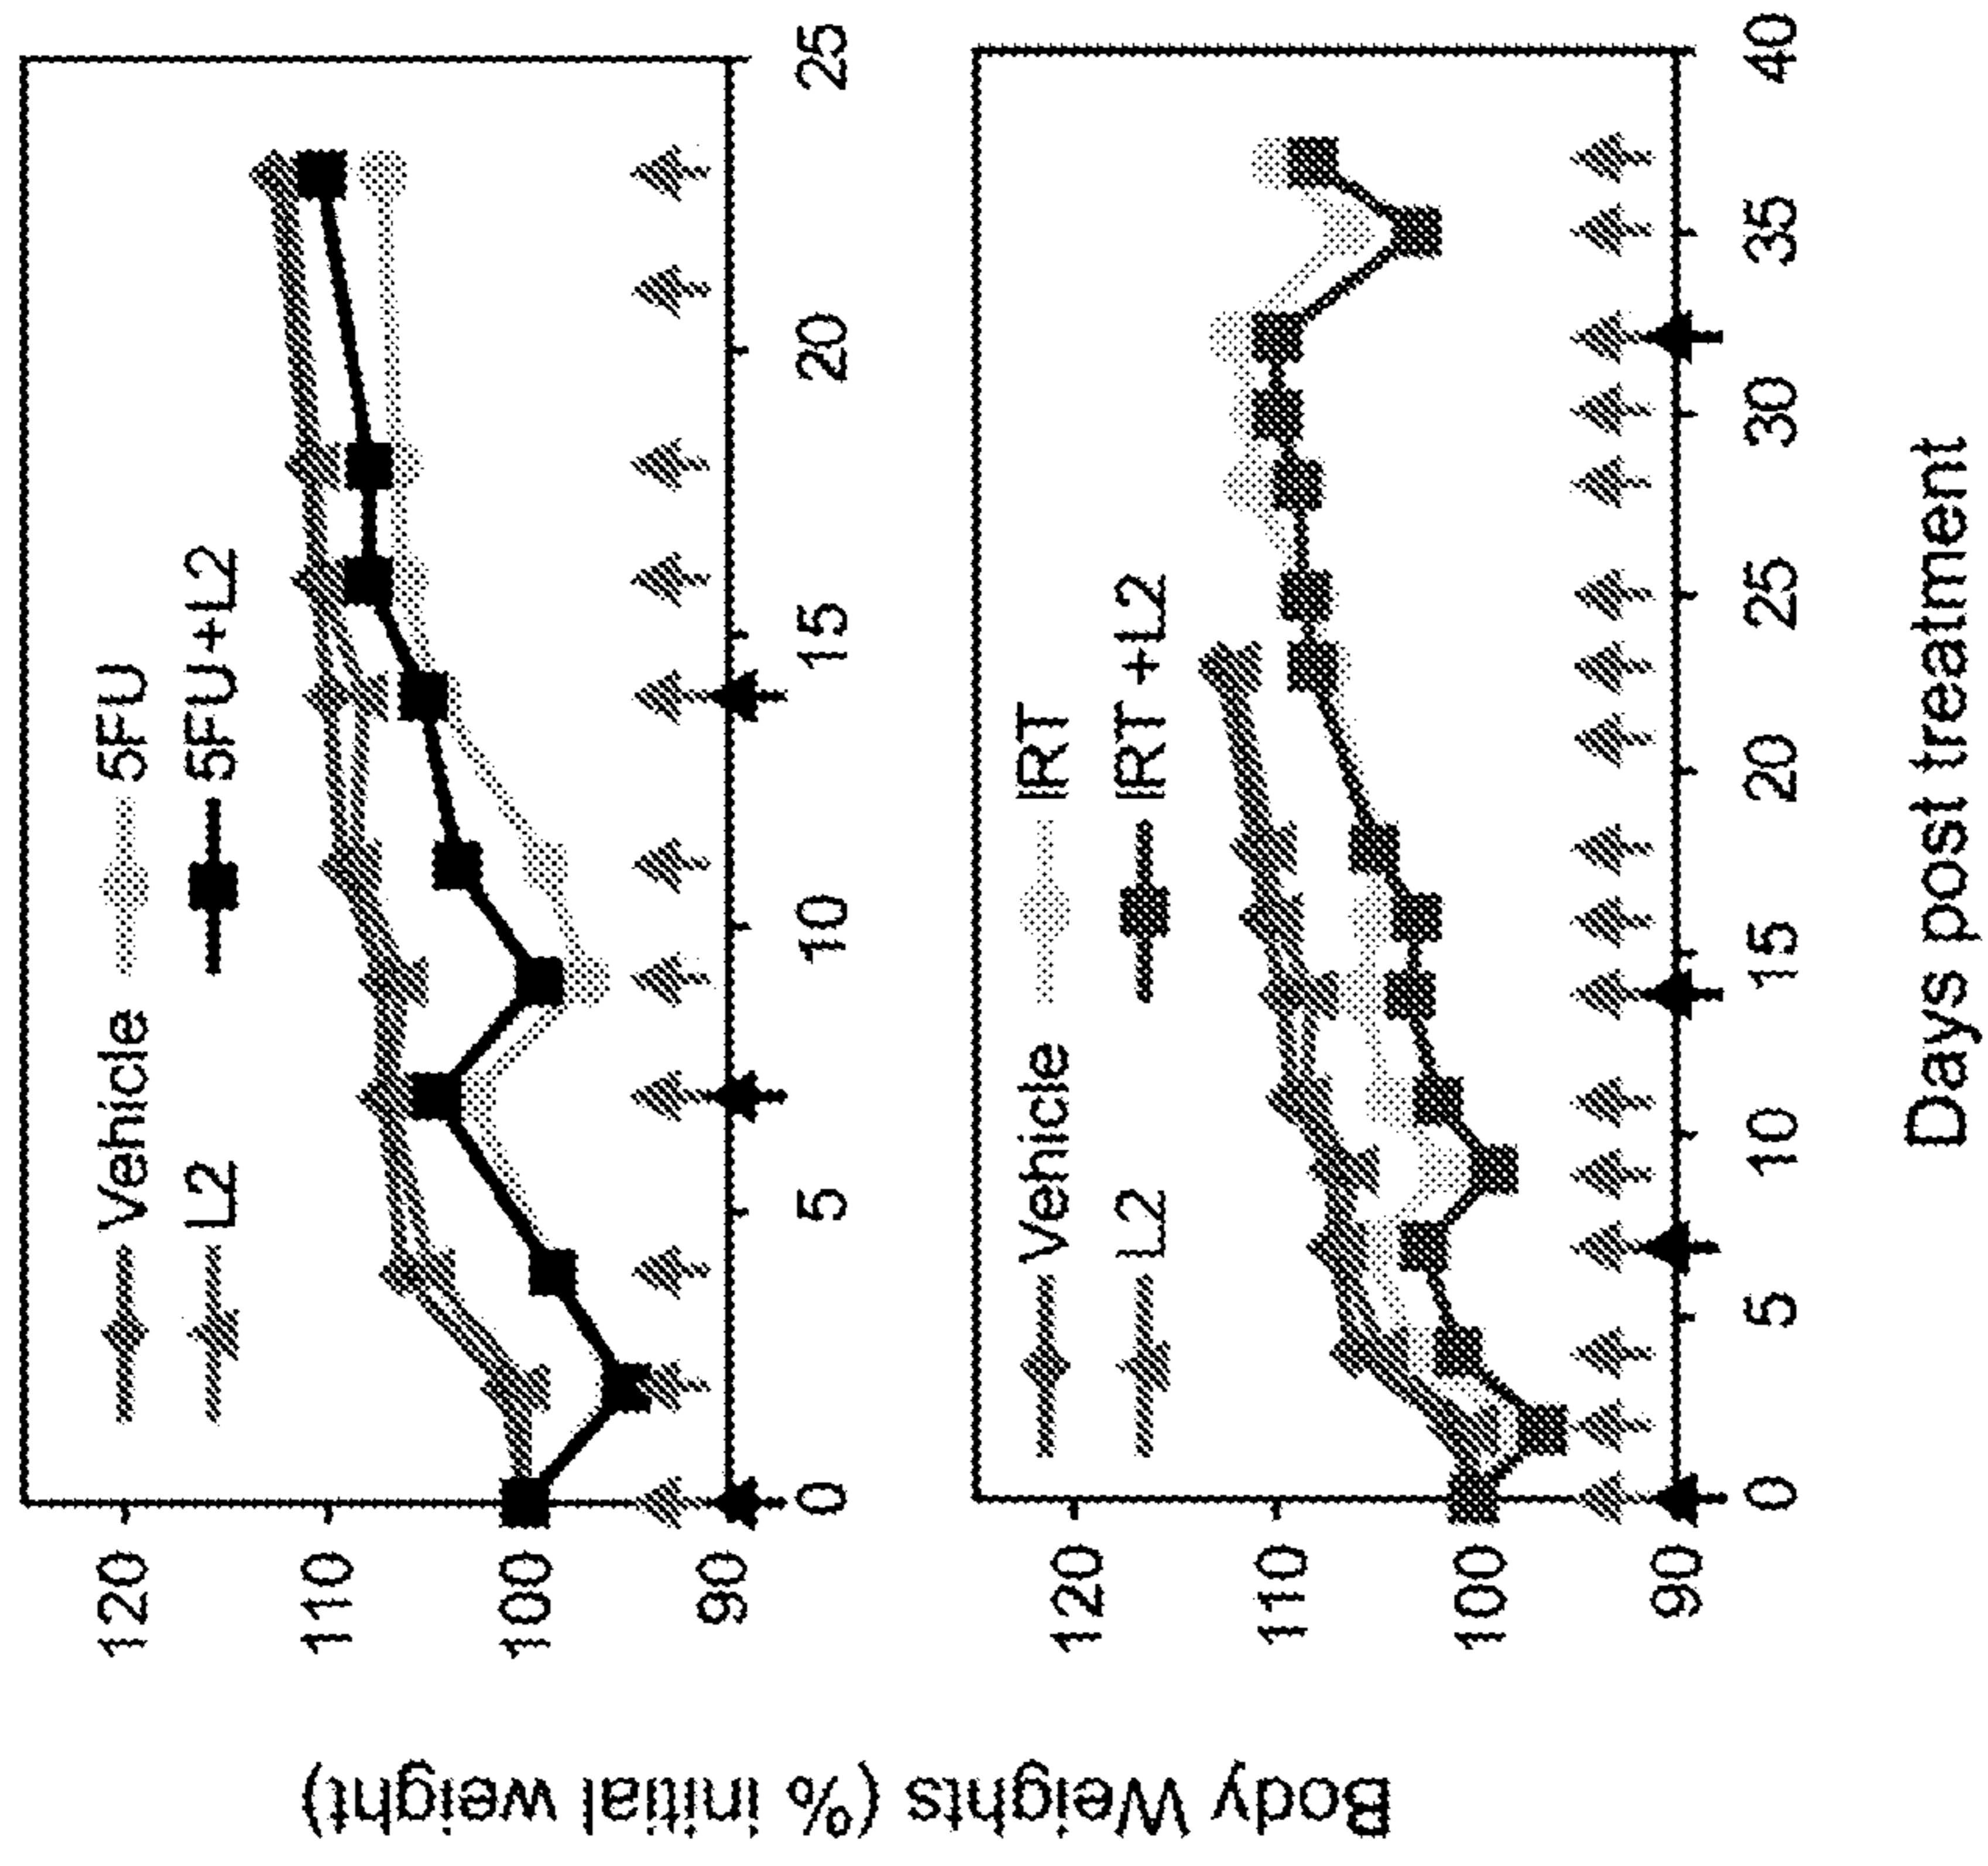 Body Weights (% initial weight)
120
110
100
90
Vehicle 5FU
L2 5FU+L2
0 5 10 15 20 25
120
110
100
90
Vehicle IRT
L2 IRT +L2
0 5 10 15 20 25 30 35 40
Days post treatment